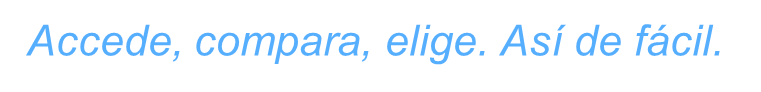 Accede, compara, elige. Así de fácil.